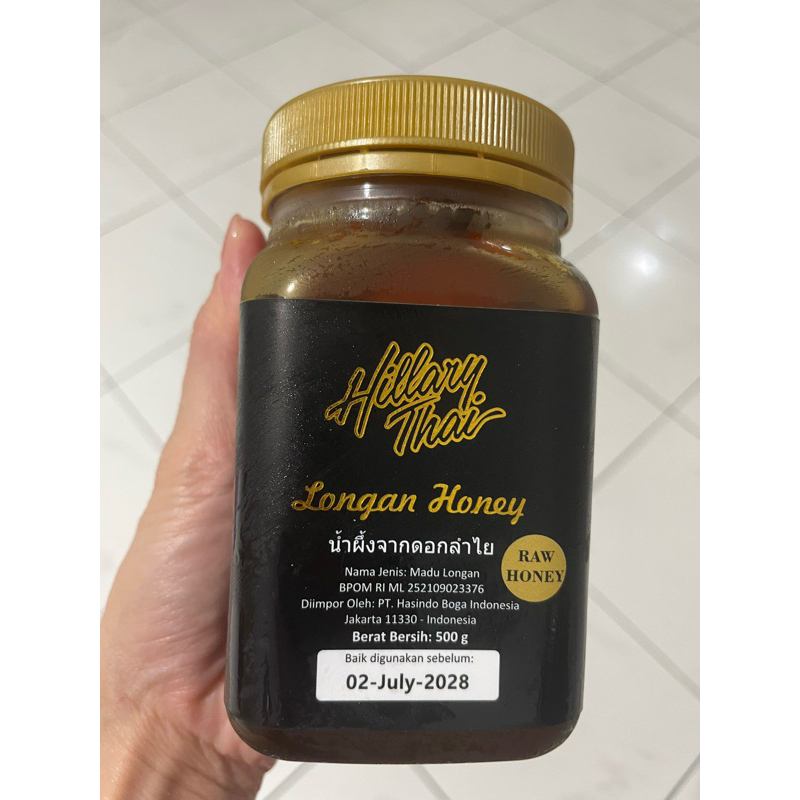 Hillary
Thai
Longan Honey
น้ำผึ้งจากดอกลำไย
RAW
HONEY
Nama Jenis: Madu Longan
BPOM RI ML 252109023376
Diimpor Oleh: PT. Hasindo Boga Indonesia
Jakarta 11330 - Indonesia
Berat Bersih: 500 g
Baik digunakan sebelum:
02-July-2028